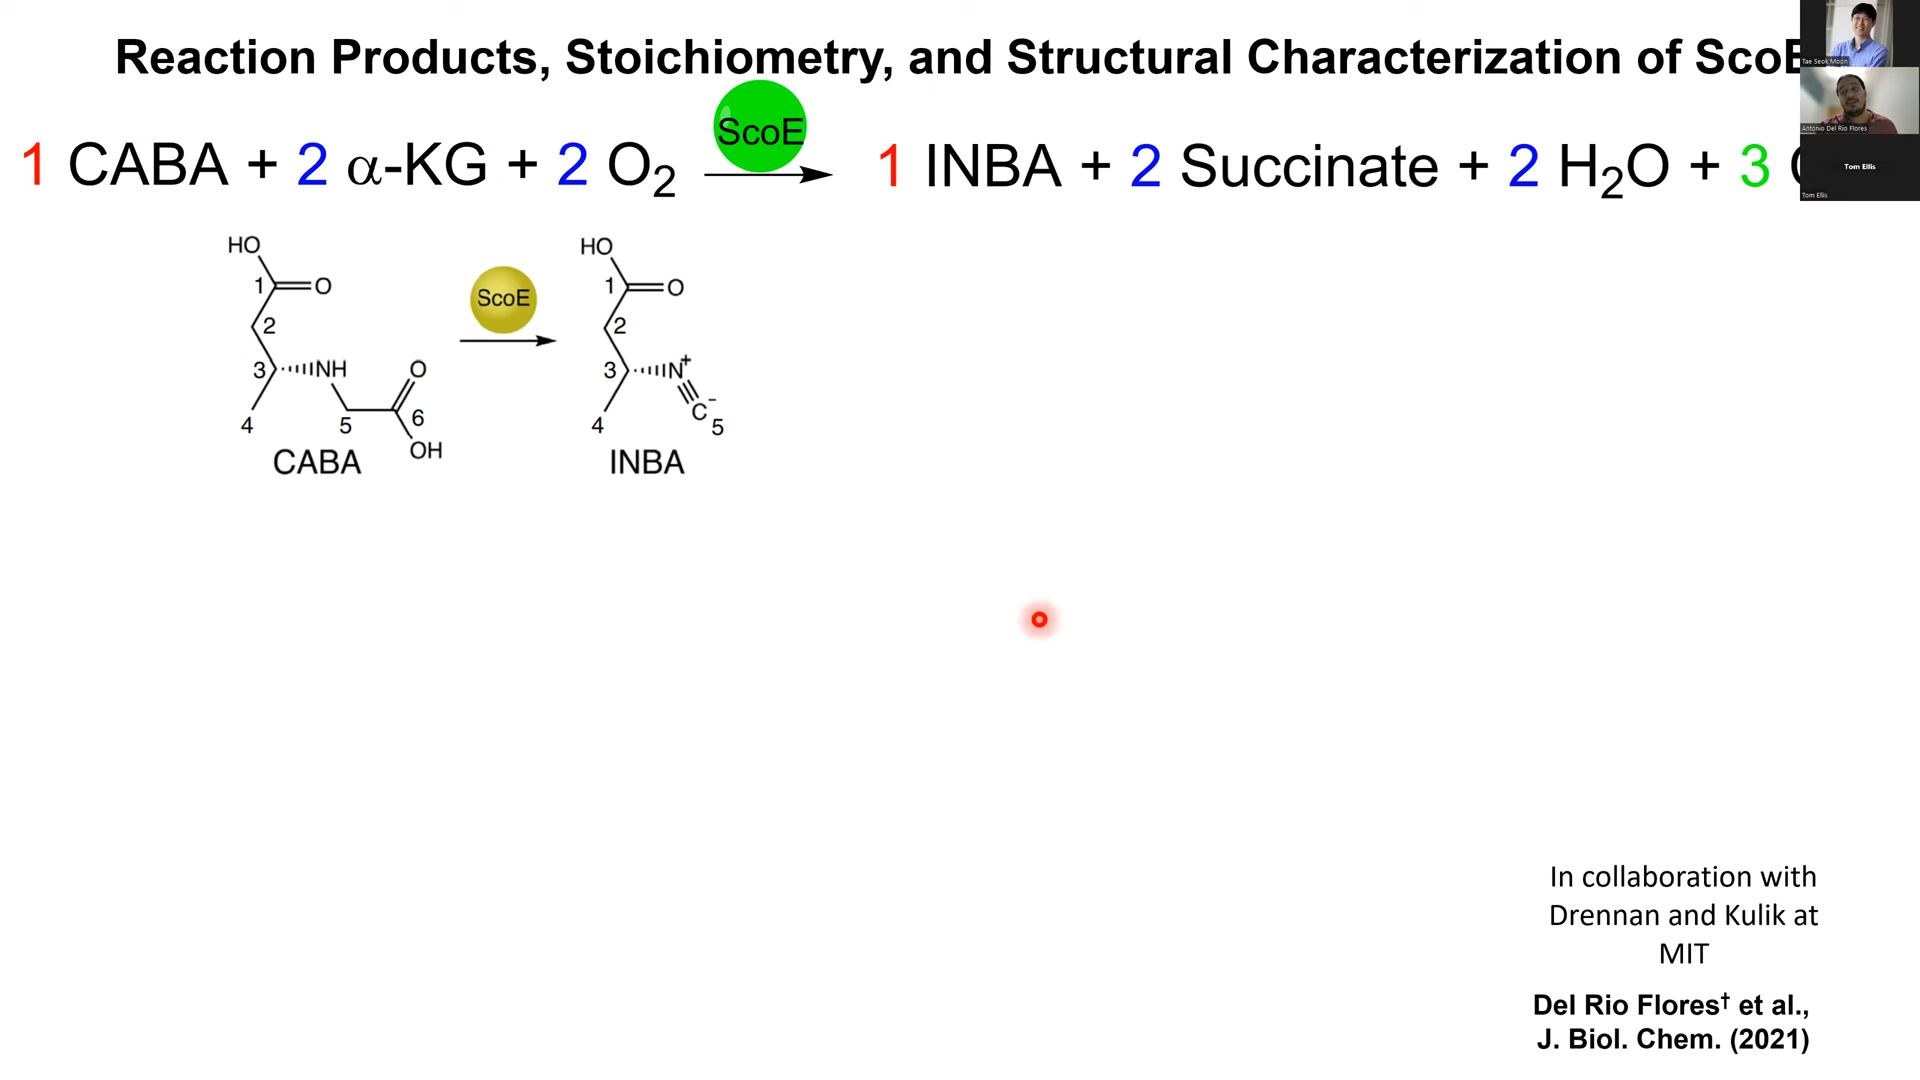 Reaction Products, Stoichiometry, and Structural Characterization of ScoE
1 CABA + 2 α-KG + 2 O₂ ScoE 1 INBA + 2 Succinate + 2 H₂O + 3
HO
1 O
2
3 NH O
4 5 6
OH
CABA
ScoE
HO
1 O
2
3 N⁺
C⁻
4 5
INBA
In collaboration with
Drennan and Kulik at
MIT
Del Rio Flores† et al.,
J. Biol. Chem. (2021)
Tae Seok Moon
Antonio Del Rio Flores
Tom Ellis
Tom Ellis